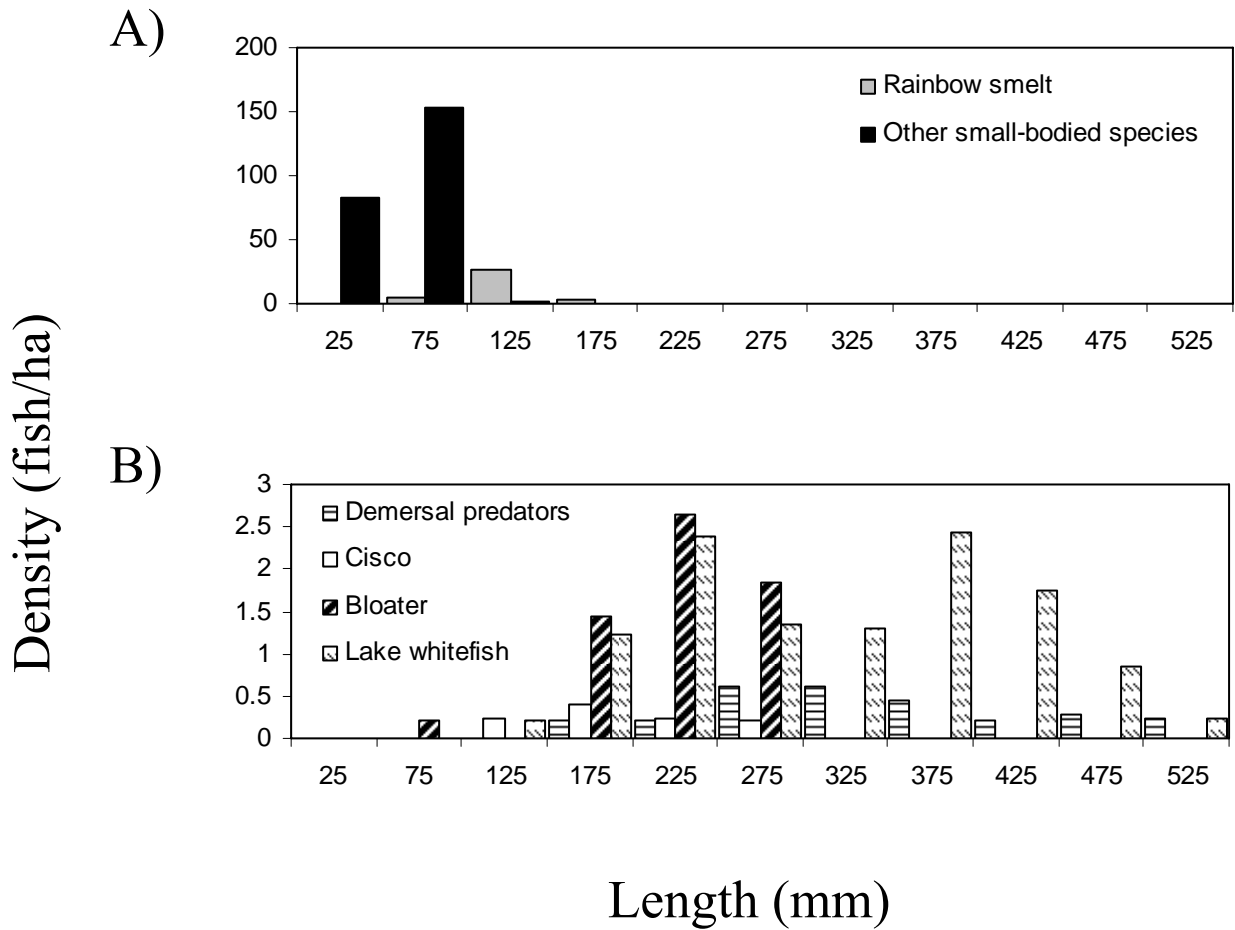 A)
200
150
100
50
0
Rainbow smelt
Other small-bodied species
25 75 125 175 225 275 325 375 425 475 525
Density (fish/ha)
B)
3
2.5
2
1.5
1
0.5
0
Demersal predators
Cisco
Bloater
Lake whitefish
25 75 125 175 225 275 325 375 425 475 525
Length (mm)